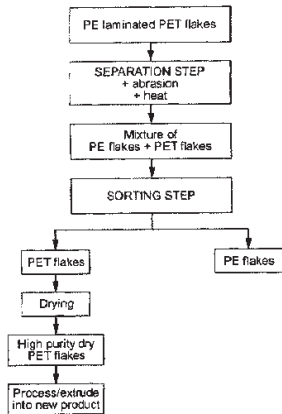 PE laminated PET flakes
SEPARATION STEP
+ abrasion
+ heat
Mixture of
PE flakes + PET flakes
SORTING STEP
PET flakes
PE flakes
Drying
High purity dry
PET flakes
Process/extrude
into new product